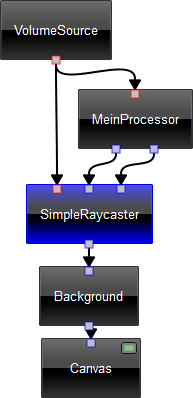 VolumeSource
MeinProcessor
SimpleRaycaster
Background
Canvas